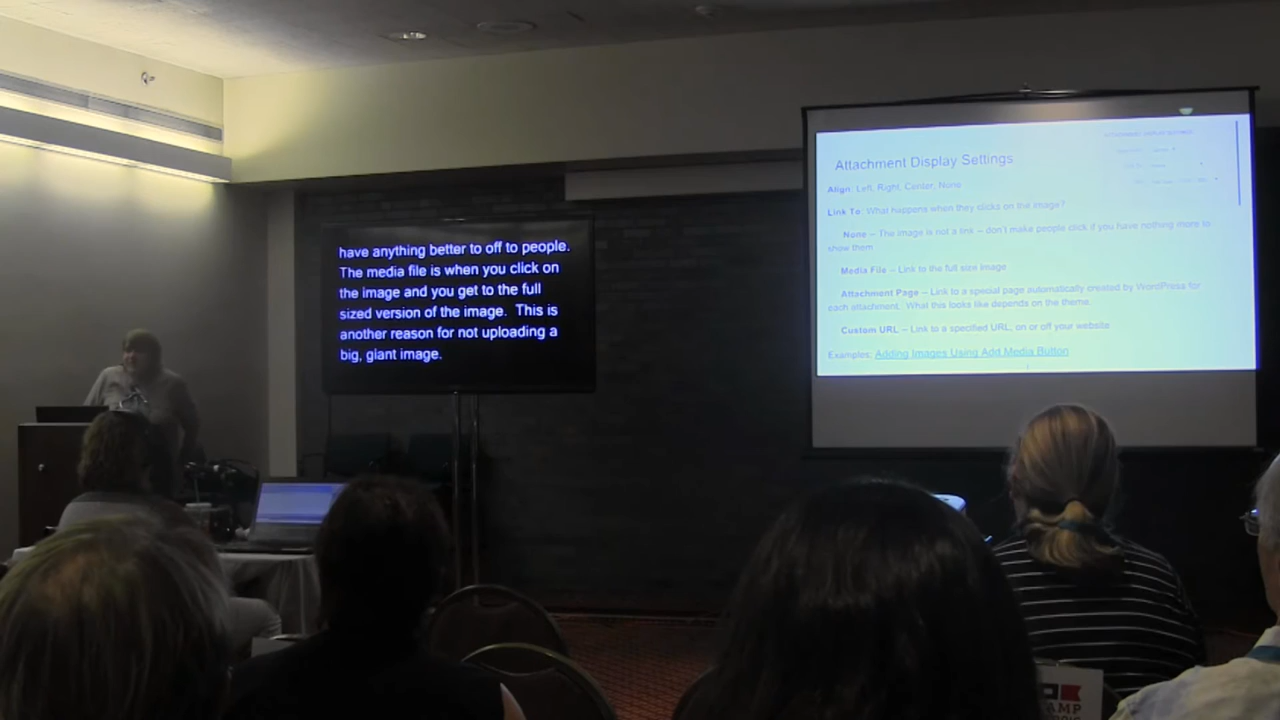 have anything better to off to people.
The media file is when you click on
the image and you get to the full
sized version of the image. This is
another reason for not uploading a
big, giant image.
Attachment Display Settings
Align: Left, Right, Center, None
Link To: What happens when they clicks on the image?
None – The image is not a link – don't make people click if you have nothing more to
show them
Media File – Link to the full size image
Attachment Page – Link to a special page automatically created by WordPress for
each attachment. What this looks like depends on the theme.
Custom URL – Link to a specified URL, on or off your website
Examples: Adding Images Using Add Media Button